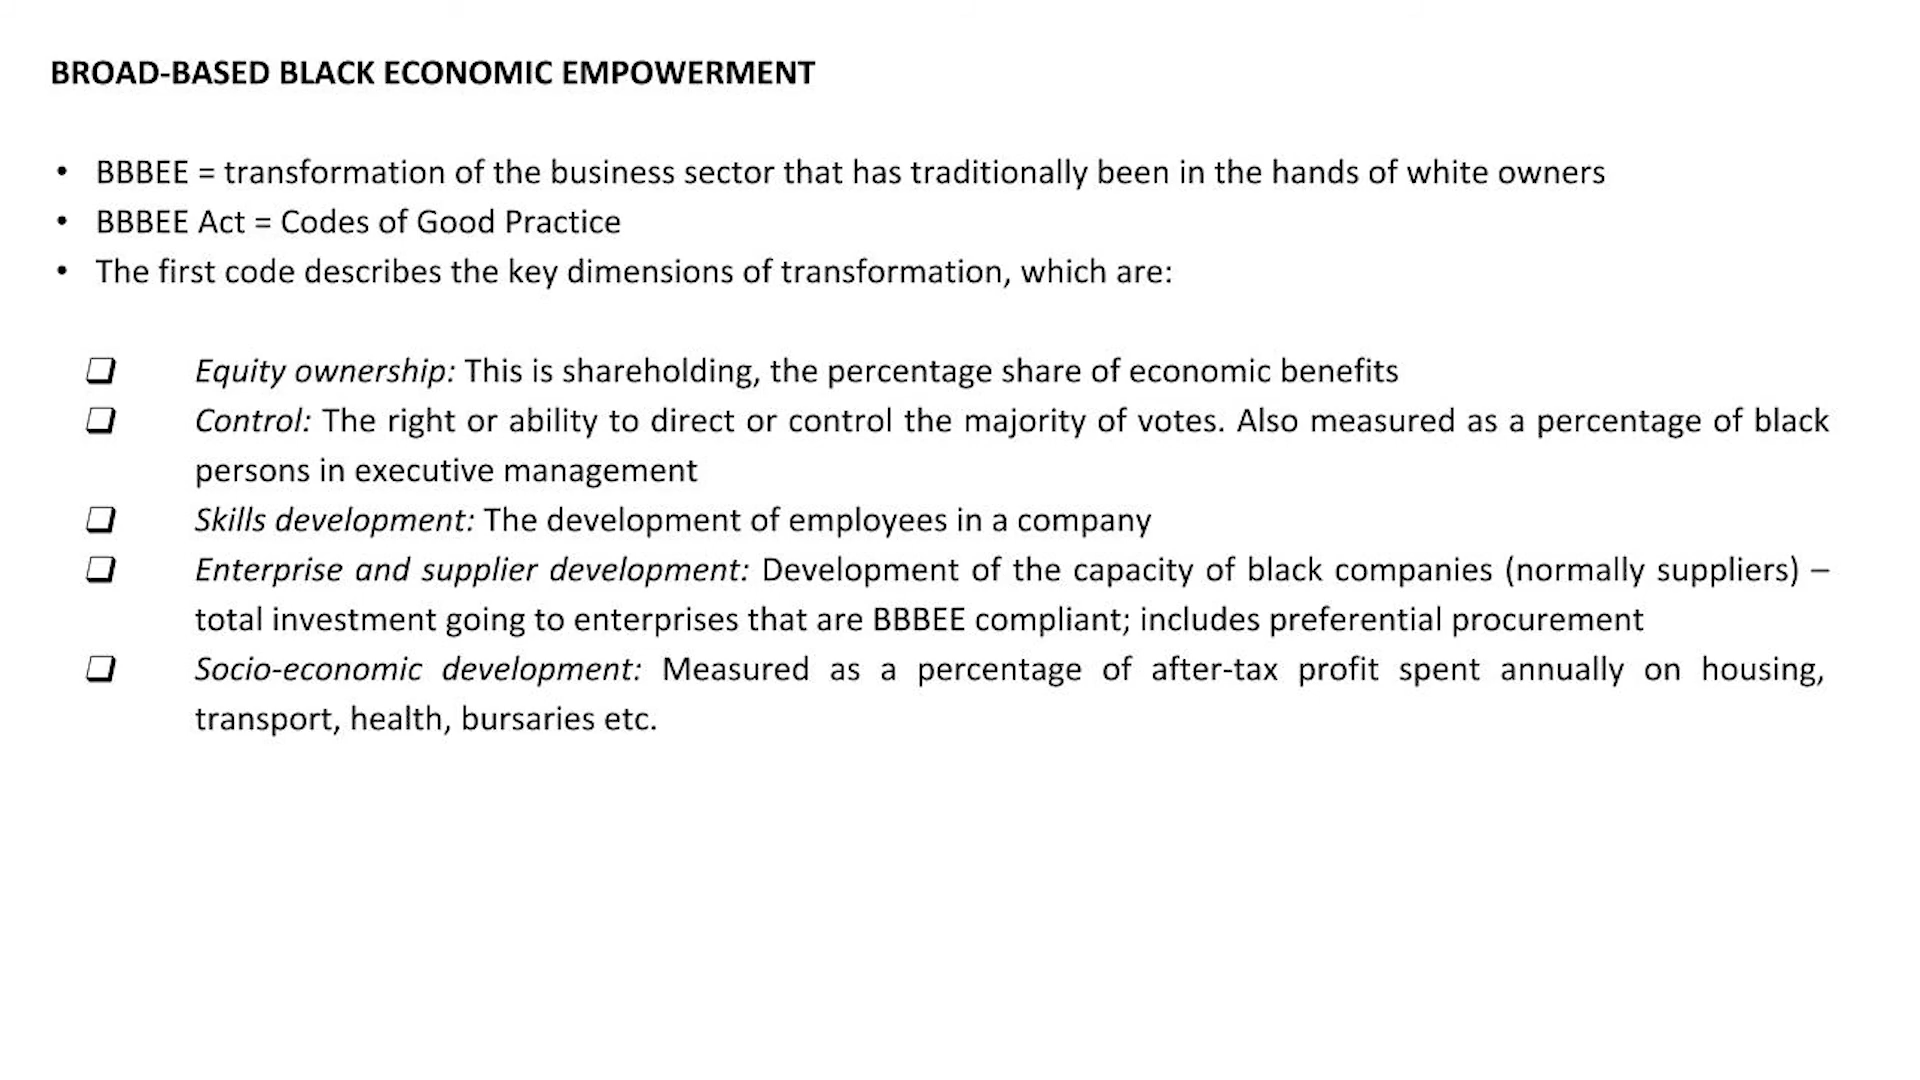 BROAD-BASED BLACK ECONOMIC EMPOWERMENT
• BBBEE = transformation of the business sector that has traditionally been in the hands of white owners
• BBBEE Act = Codes of Good Practice
• The first code describes the key dimensions of transformation, which are:
❑ Equity ownership: This is shareholding, the percentage share of economic benefits
❑ Control: The right or ability to direct or control the majority of votes. Also measured as a percentage of black
persons in executive management
❑ Skills development: The development of employees in a company
❑ Enterprise and supplier development: Development of the capacity of black companies (normally suppliers) –
total investment going to enterprises that are BBBEE compliant; includes preferential procurement
❑ Socio-economic development: Measured as a percentage of after-tax profit spent annually on housing,
transport, health, bursaries etc.